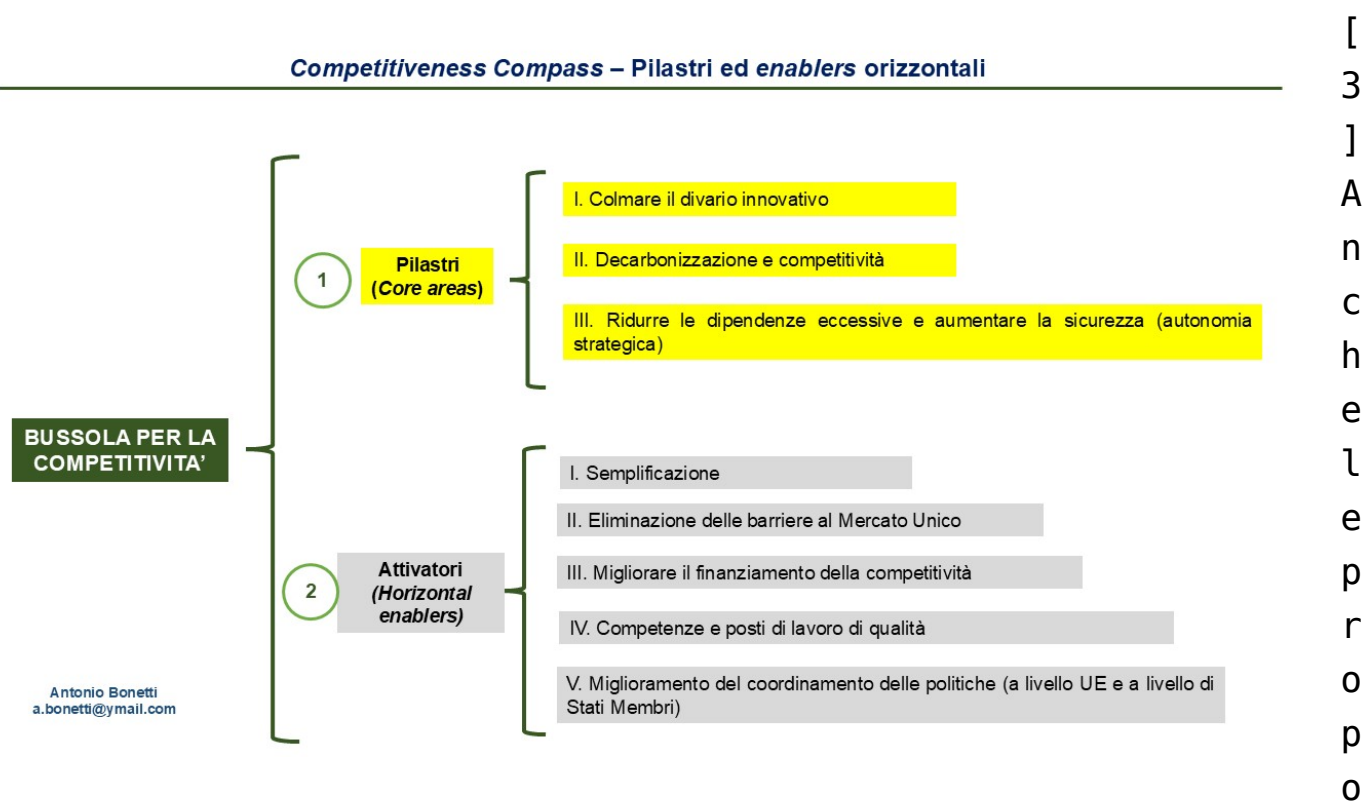 Competitiveness Compass – Pilastri ed enablers orizzontali
BUSSOLA PER LA
COMPETITIVITA’
1
Pilastri
(Core areas)
I. Colmare il divario innovativo
II. Decarbonizzazione e competitività
III. Ridurre le dipendenze eccessive e aumentare la sicurezza (autonomia
strategica)
2
Attivatori
(Horizontal
enablers)
I. Semplificazione
II. Eliminazione delle barriere al Mercato Unico
III. Migliorare il finanziamento della competitività
IV. Competenze e posti di lavoro di qualità
V. Miglioramento del coordinamento delle politiche (a livello UE e a livello di
Stati Membri)
Antonio Bonetti
a.bonetti@ymail.com
[
3
]
A
n
c
h
e
l
e
p
r
o
p
o